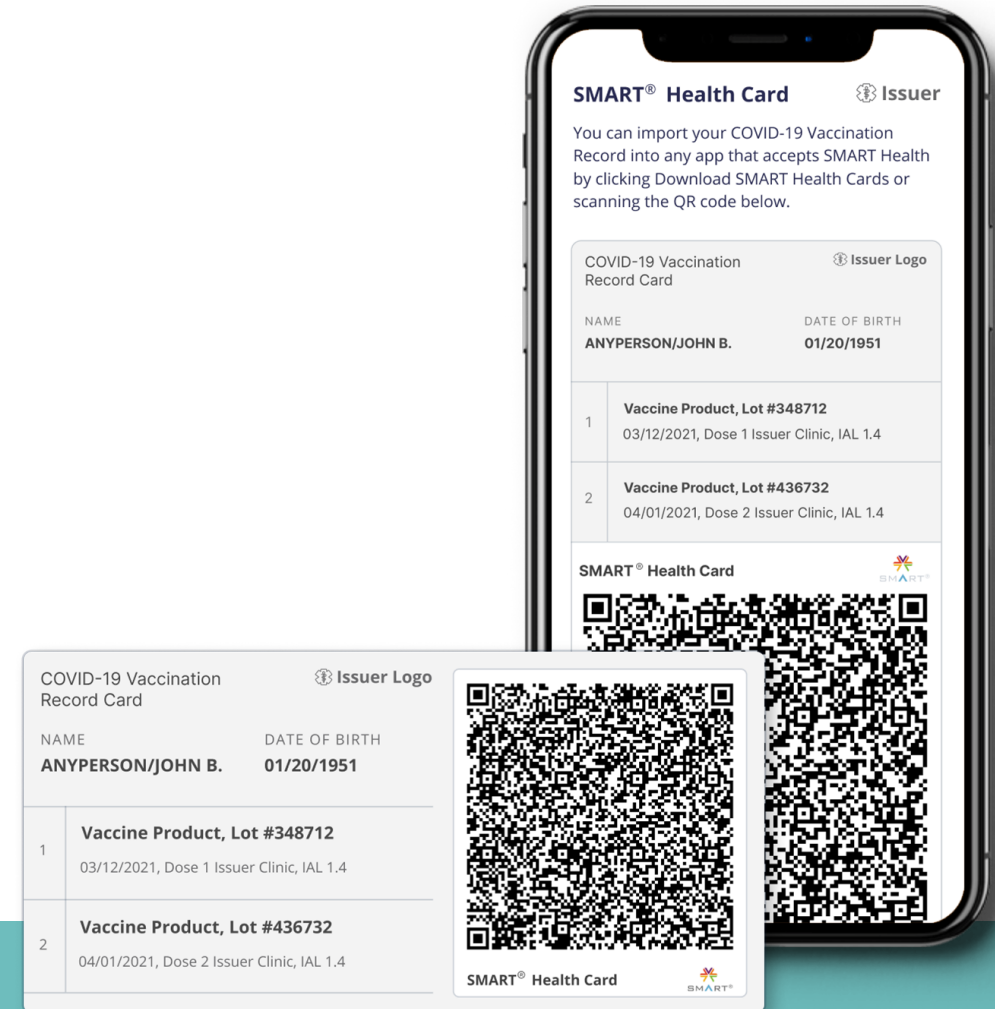 SMART® Health Card
Issuer
You can import your COVID-19 Vaccination
Record into any app that accepts SMART Health
by clicking Download SMART Health Cards or
scanning the QR code below.
COVID-19 Vaccination
Record Card
Issuer Logo
NAME
DATE OF BIRTH
ANYPERSON/JOHN B.
01/20/1951
1
Vaccine Product, Lot #348712
03/12/2021, Dose 1 Issuer Clinic, IAL 1.4
2
Vaccine Product, Lot #436732
04/01/2021, Dose 2 Issuer Clinic, IAL 1.4
SMART® Health Card
SMART®
COVID-19 Vaccination
Record Card
Issuer Logo
NAME
DATE OF BIRTH
ANYPERSON/JOHN B.
01/20/1951
1
Vaccine Product, Lot #348712
03/12/2021, Dose 1 Issuer Clinic, IAL 1.4
2
Vaccine Product, Lot #436732
04/01/2021, Dose 2 Issuer Clinic, IAL 1.4
SMART® Health Card
SMART®